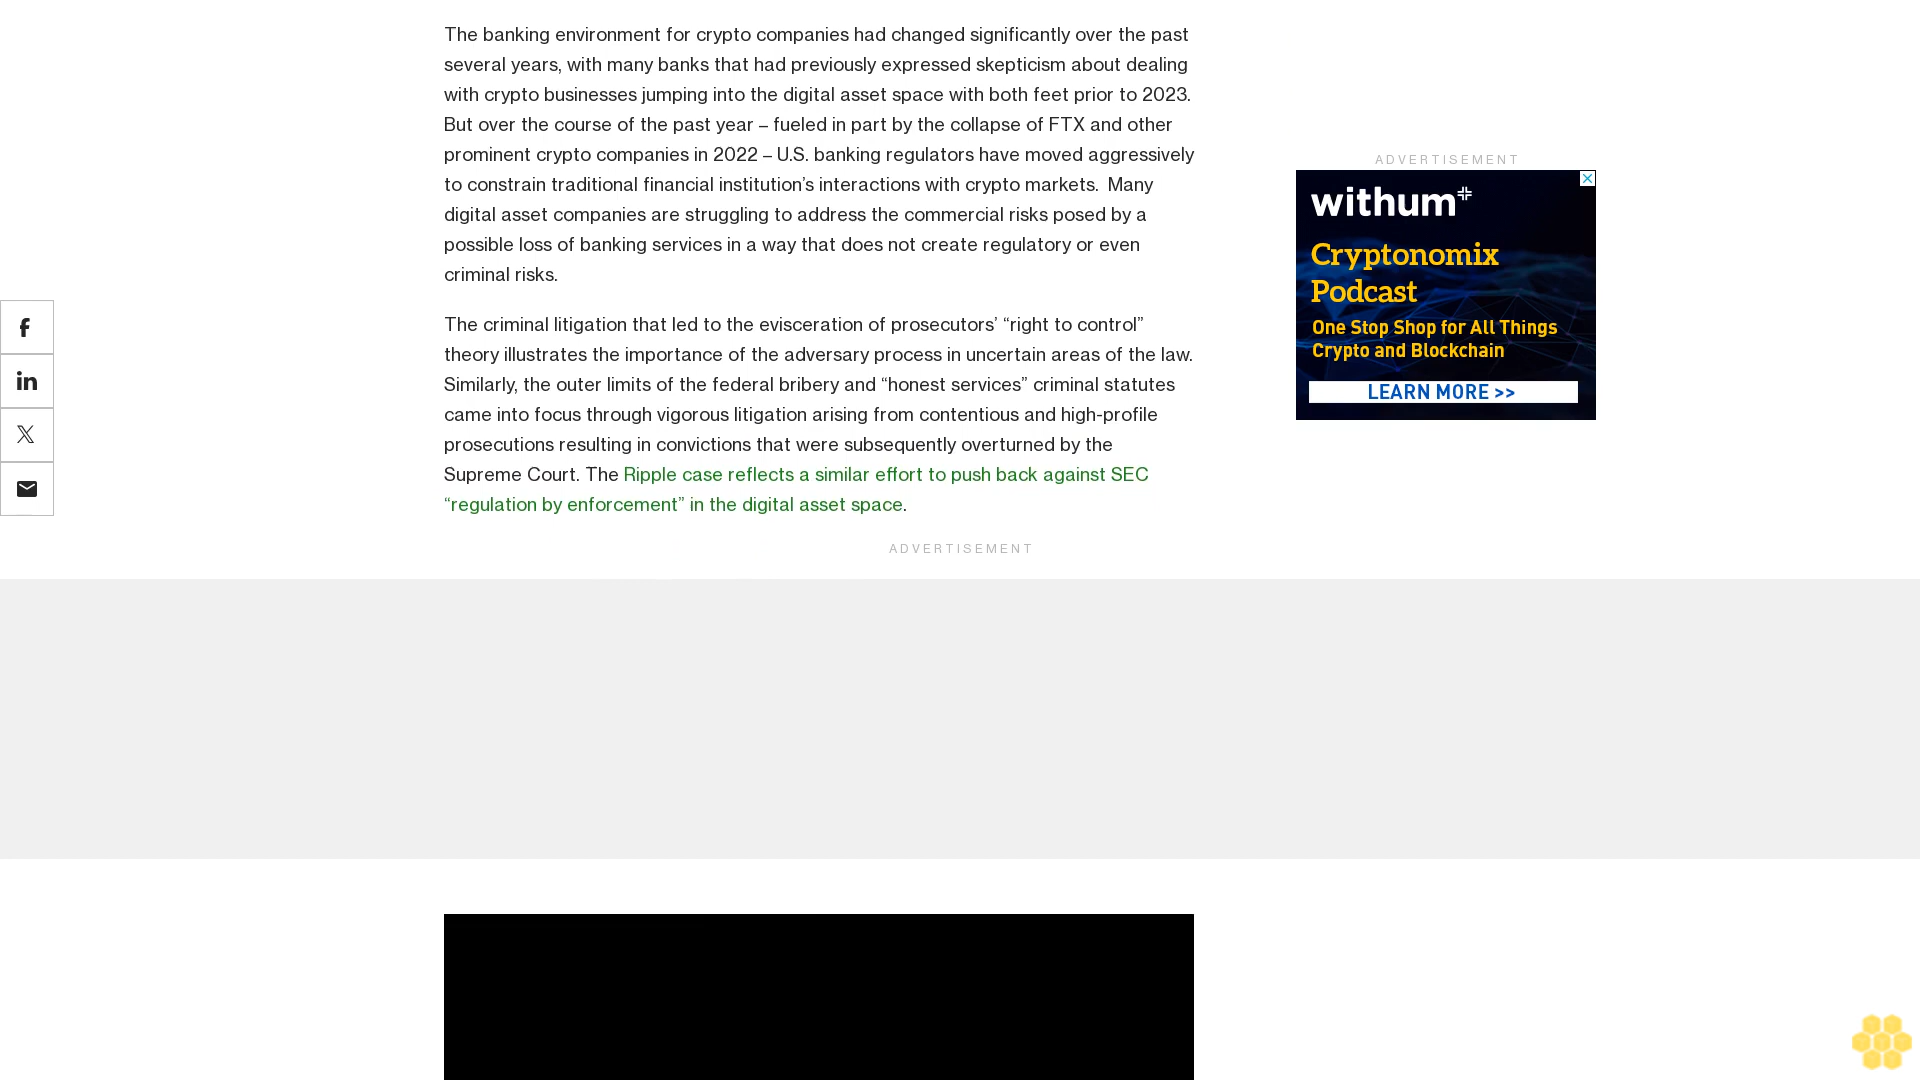 The banking environment for crypto companies had changed significantly over the past
several years, with many banks that had previously expressed skepticism about dealing
with crypto businesses jumping into the digital asset space with both feet prior to 2023.
But over the course of the past year – fueled in part by the collapse of FTX and other
prominent crypto companies in 2022 – U.S. banking regulators have moved aggressively
to constrain traditional financial institution’s interactions with crypto markets.  Many
digital asset companies are struggling to address the commercial risks posed by a
possible loss of banking services in a way that does not create regulatory or even
criminal risks.
The criminal litigation that led to the evisceration of prosecutors’ “right to control”
theory illustrates the importance of the adversary process in uncertain areas of the law.
Similarly, the outer limits of the federal bribery and “honest services” criminal statutes
came into focus through vigorous litigation arising from contentious and high-profile
prosecutions resulting in convictions that were subsequently overturned by the
Supreme Court. The Ripple case reflects a similar effort to push back against SEC
“regulation by enforcement” in the digital asset space.
ADVERTISEMENT
withum
Cryptonomix
Podcast
One Stop Shop for All Things
Crypto and Blockchain
LEARN MORE >>
ADVERTISEMENT